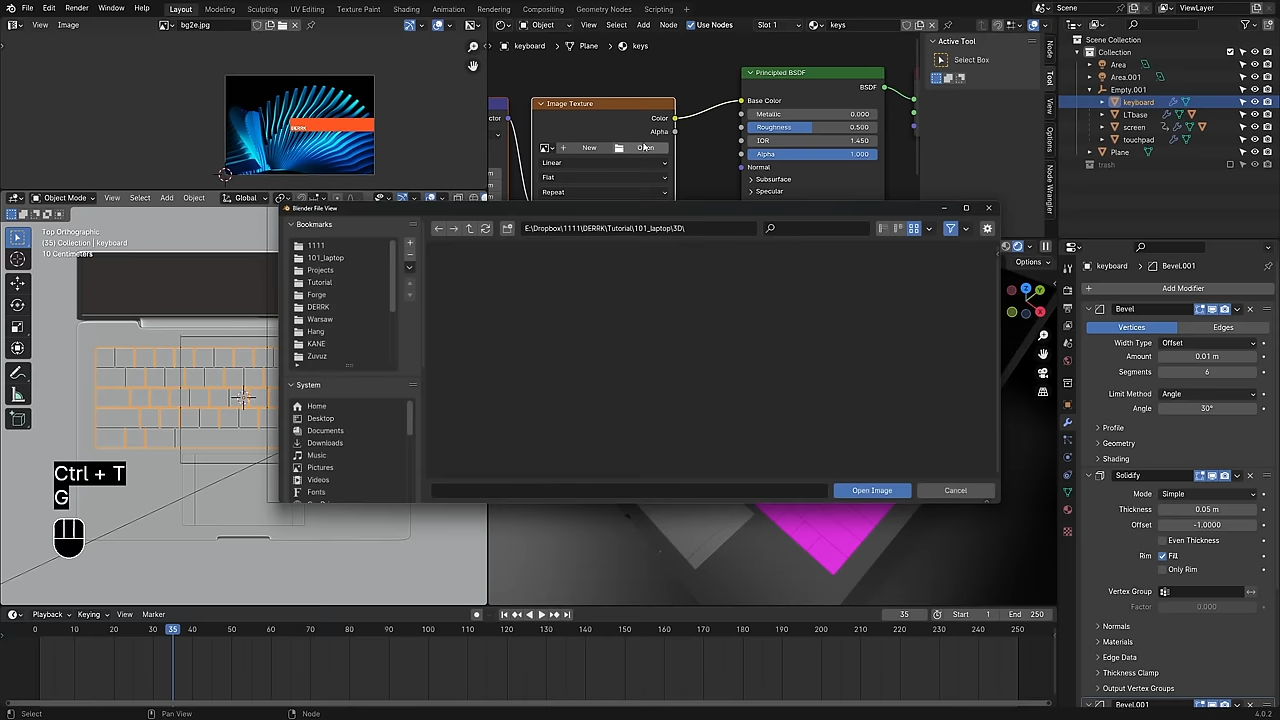 File Edit Render Window Help Layout Modeling Sculpting UV Editing Texture Paint Shading Animation Rendering Compositing Geometry Nodes Scripting Scene ViewLayer
View Image bg2e.jpg
Object View Select Add Node Use Nodes Slot 1 keys
keyboard Plane keys
DERRK
Image Texture
Color
Alpha
New Open
Linear
Flat
Repeat
Principled BSDF
BSDF
Base Color
Metallic 0.000
Roughness 0.500
IOR 1.450
Alpha 1.000
Normal
Subsurface
Specular
Active Tool
Select Box
Node
Tool
View
Options
Node Wrangler
Scene Collection
Collection
Area
Area.001
Empty.001
keyboard
LTbase
screen
touchpad
Plane
trash
Object Mode View Select Add Object Global
Top Orthographic
(35) Collection | keyboard
10 Centimeters
Ctrl + T
G
Blender File View
Bookmarks
1111
101_laptop
Projects
Tutorial
Forge
DERRK
Warsaw
Hang
KANE
Zuvuz
System
Home
Desktop
Documents
Downloads
Music
Pictures
Videos
Fonts
E:\Dropbox\1111\DERRK\Tutorial\101_laptop\3D\
Open Image Cancel
Options
X
Y
Z
keyboard Bevel.001
Add Modifier
Bevel
Vertices Edges
Width Type Offset
Amount 0.01 m
Segments 6
Limit Method Angle
Angle 30°
Profile
Geometry
Shading
Solidify
Mode Simple
Thickness 0.05 m
Offset -1.0000
Even Thickness
Rim Fill
Only Rim
Vertex Group
Factor 0.000
Normals
Materials
Edge Data
Thickness Clamp
Output Vertex Groups
Bevel.001
Playback Keying View Marker 35 Start 1 End 250
0 10 20 30 35 40 50 60 70 80 90 100 110 120 130 140 150 160 170 180 190 200 210 220 230 240 250
Select Pan View Node 4.0.2